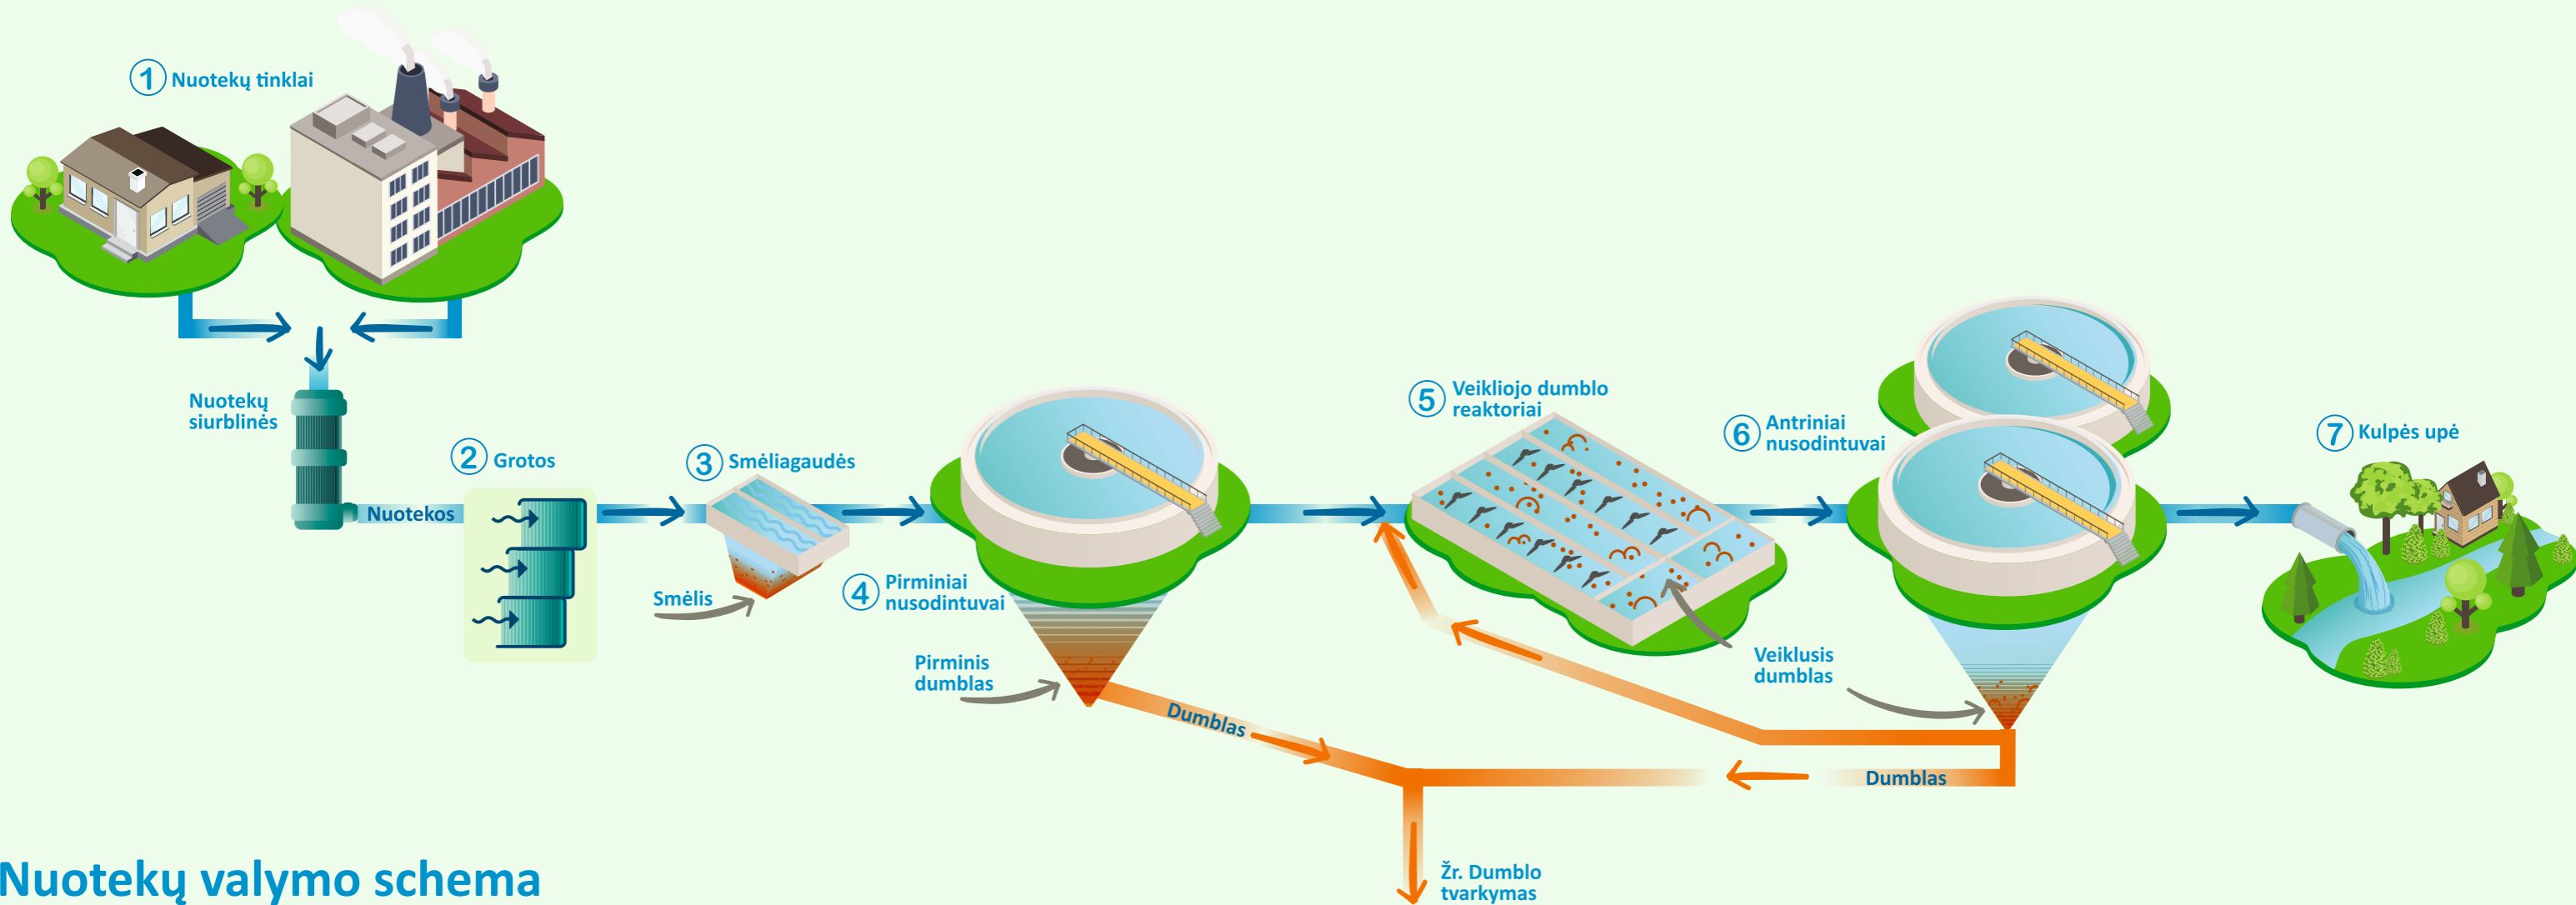 1 Nuotekų tinklai
Nuotekų
siurblinės
Nuotekos
2 Grotos
3 Smėliagaudės
Smėlis
4 Pirminiai
nusodintuvai
Pirminis
dumblas
Dumblas
5 Veikliojo dumblo
reaktoriai
6 Antriniai
nusodintuvai
Veiklusis
dumblas
Dumblas
7 Kulpės upė
Žr. Dumblo
tvarkymas
Nuotekų valymo schema